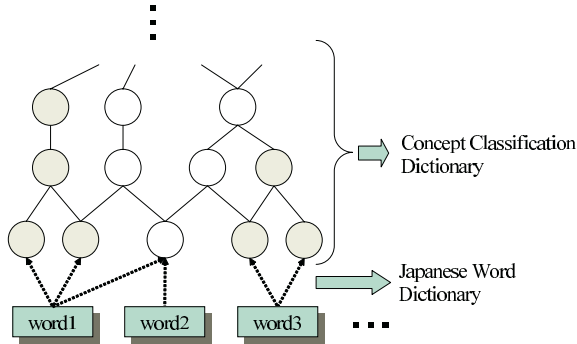 Concept Classification
Dictionary
Japanese Word
Dictionary
word1 word2 word3